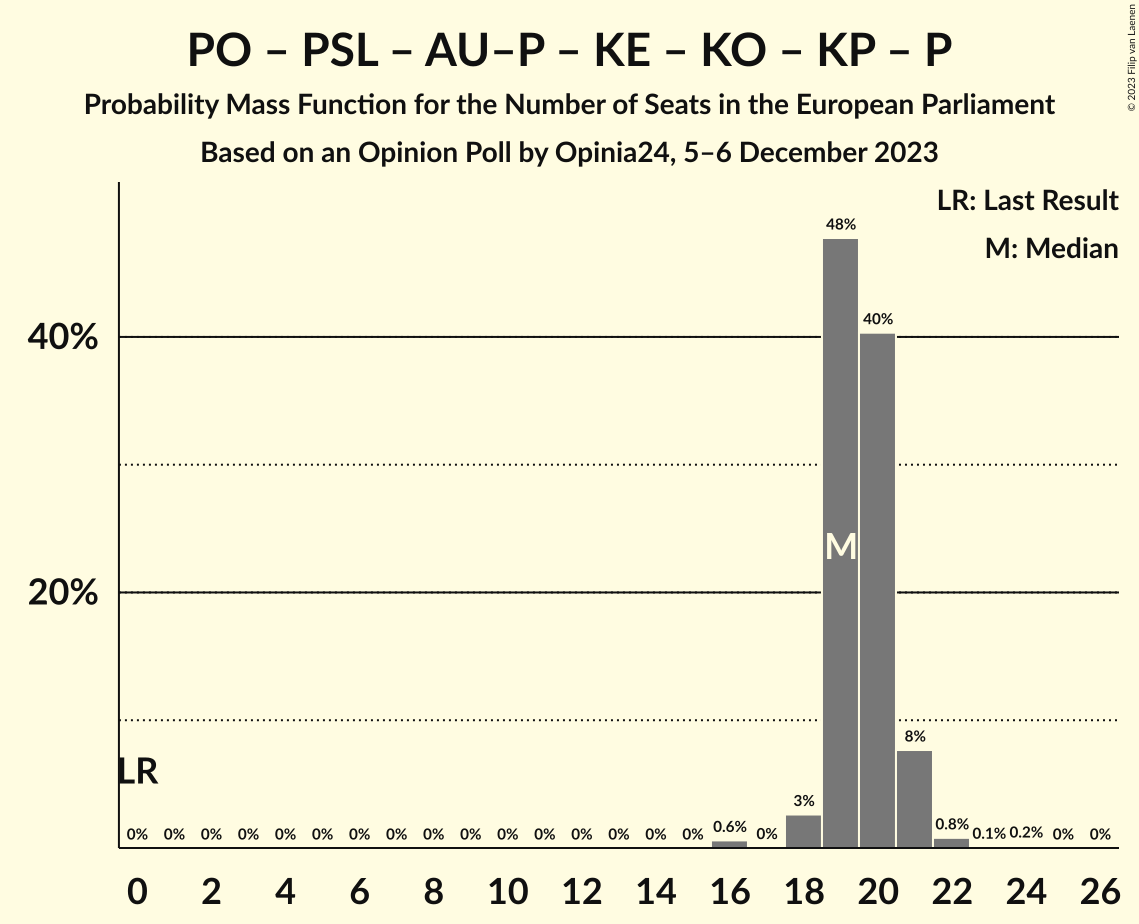 PO – PSL – AU–P – KE – KO – KP – P
Probability Mass Function for the Number of Seats in the European Parliament
Based on an Opinion Poll by Opinia24, 5–6 December 2023
© 2023 Filip van Laenen
LR: Last Result
M: Median
48%
40%
40%
M
20%
8%
LR
3%
0% 0% 0% 0% 0% 0% 0% 0% 0% 0% 0% 0% 0% 0% 0% 0% 0.6% 0% 0.8% 0.1% 0.2% 0% 0%
0 2 4 6 8 10 12 14 16 18 20 22 24 26